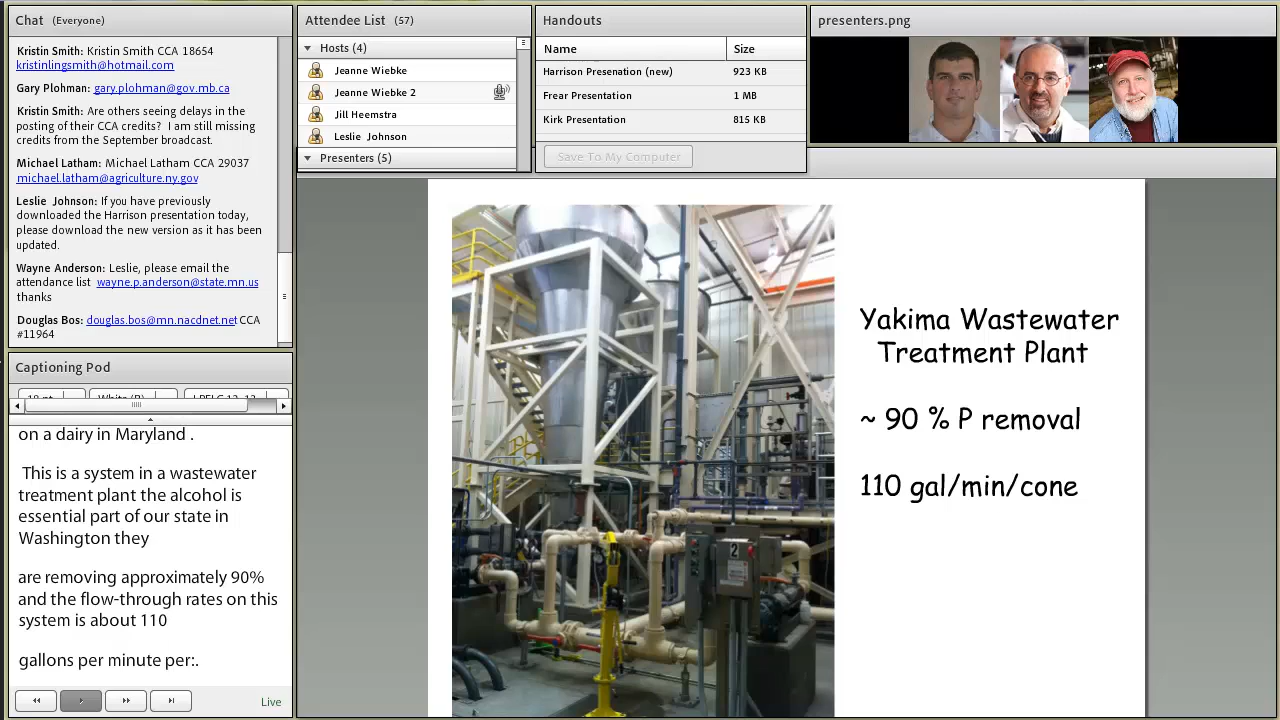 Chat (Everyone)
Kristin Smith: Kristin Smith CCA 18654
kristinlingsmith@hotmail.com
Gary Plohman: gary.plohman@gov.mb.ca
Kristin Smith: Are others seeing delays in the
posting of their CCA credits? I am still missing
credits from the September broadcast.
Michael Latham: Michael Latham CCA 29037
michael.latham@agriculture.ny.gov
Leslie Johnson: If you have previously
downloaded the Harrison presentation today,
please download the new version as it has been
updated.
Wayne Anderson: Leslie, please email the
attendance list wayne.p.anderson@state.mn.us
thanks
Douglas Bos: douglas.bos@mn.nacdnet.net CCA
#11964
Captioning Pod
on a dairy in Maryland .
This is a system in a wastewater
treatment plant the alcohol is
essential part of our state in
Washington they
are removing approximately 90%
and the flow-through rates on this
system is about 110
gallons per minute per:.
Live
Attendee List (57)
Hosts (4)
Jeanne Wiebke
Jeanne Wiebke 2
Jill Heemstra
Leslie Johnson
Presenters (5)
Handouts
Name Size
Harrison Presenation (new) 923 KB
Frear Presentation 1 MB
Kirk Presentation 815 KB
Save To My Computer
presenters.png
Yakima Wastewater
Treatment Plant
~ 90 % P removal
110 gal/min/cone
2